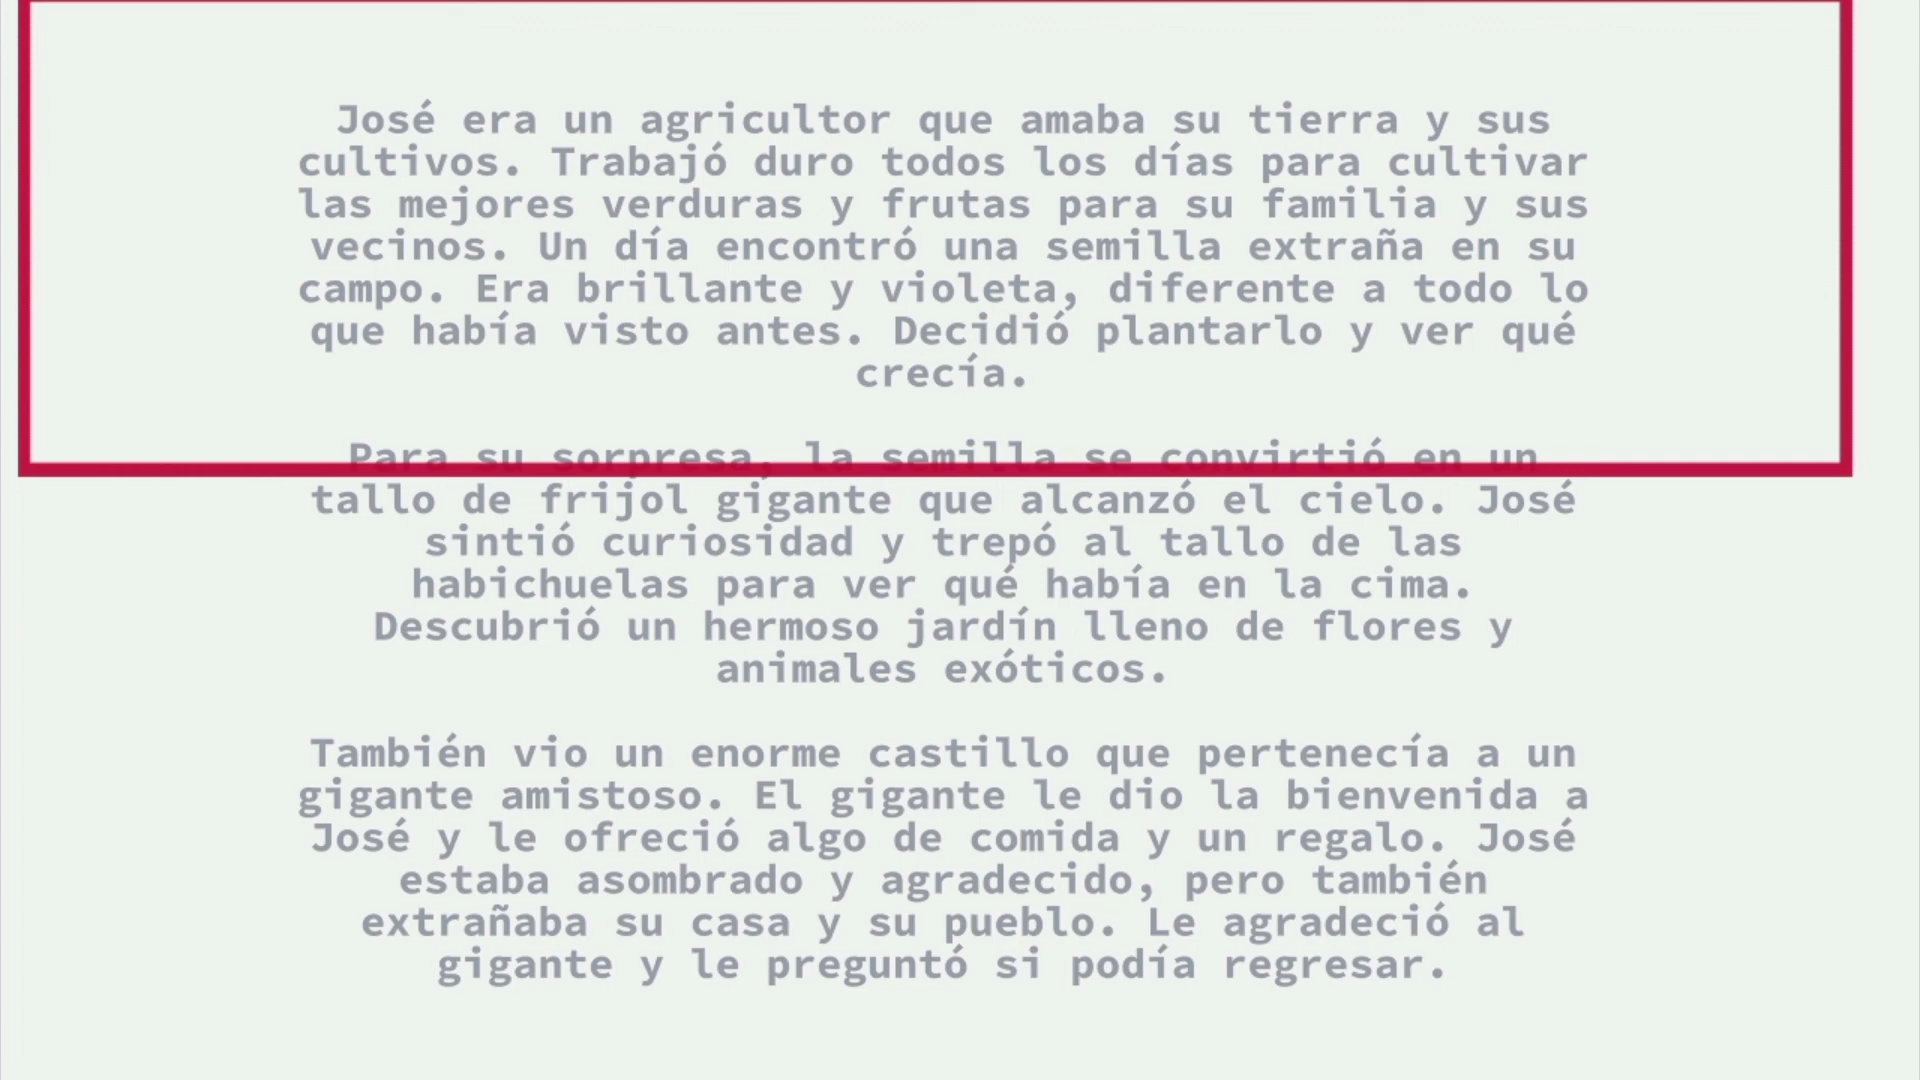 José era un agricultor que amaba su tierra y sus
cultivos. Trabajó duro todos los días para cultivar
las mejores verduras y frutas para su familia y sus
vecinos. Un día encontró una semilla extraña en su
campo. Era brillante y violeta, diferente a todo lo
que había visto antes. Decidió plantarlo y ver qué
crecía.
Para su sorpresa, la semilla se convirtió en un
tallo de frijol gigante que alcanzó el cielo. José
sintió curiosidad y trepó al tallo de las
habichuelas para ver qué había en la cima.
Descubrió un hermoso jardín lleno de flores y
animales exóticos.
También vio un enorme castillo que pertenecía a un
gigante amistoso. El gigante le dio la bienvenida a
José y le ofreció algo de comida y un regalo. José
estaba asombrado y agradecido, pero también
extrañaba su casa y su pueblo. Le agradeció al
gigante y le preguntó si podía regresar.